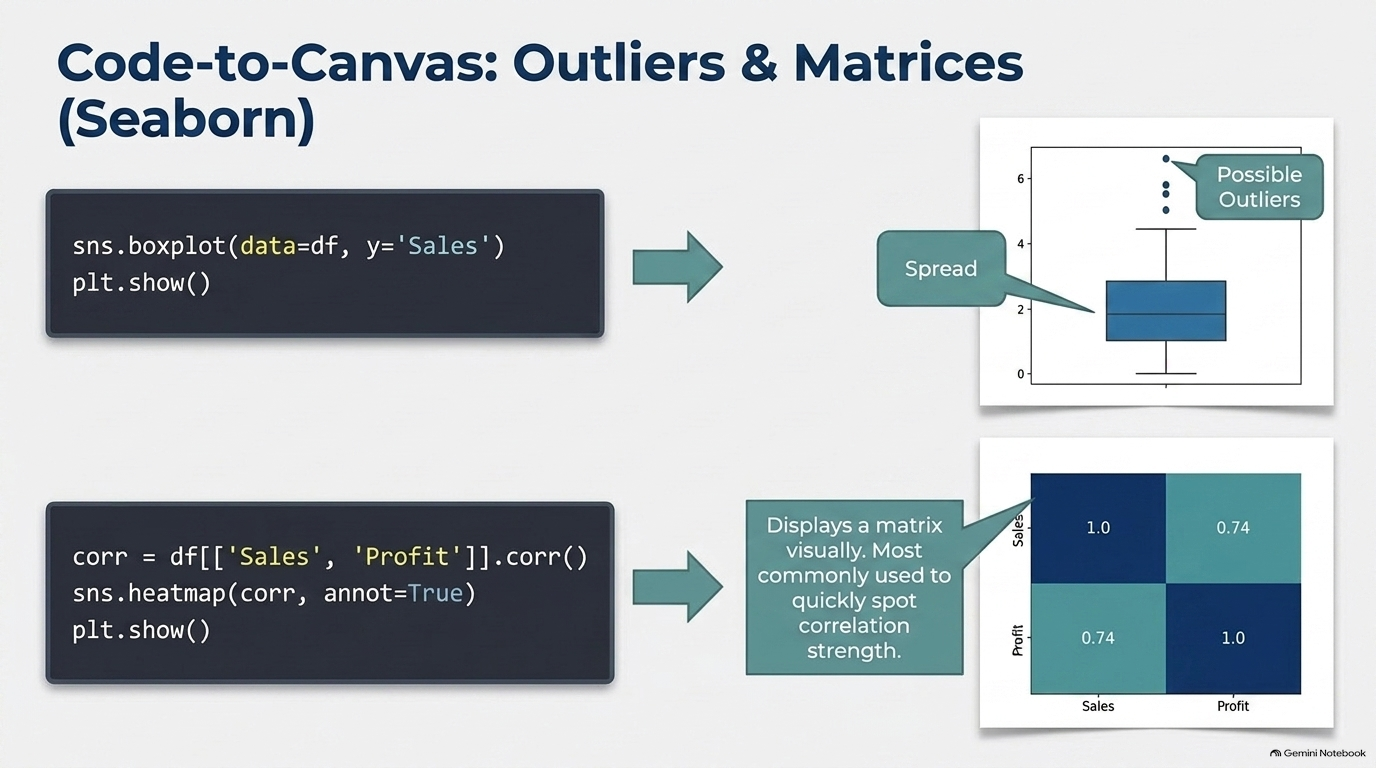 Code-to-Canvas: Outliers & Matrices
(Seaborn)
sns.boxplot(data=df, y='Sales')
plt.show()
Spread
Possible
Outliers
6
4
2
0
corr = df[['Sales', 'Profit']].corr()
sns.heatmap(corr, annot=True)
plt.show()
Displays a matrix
visually. Most
commonly used to
quickly spot
correlation
strength.
Sales
1.0
0.74
Profit
0.74
1.0
Sales
Profit
Gemini Notebook